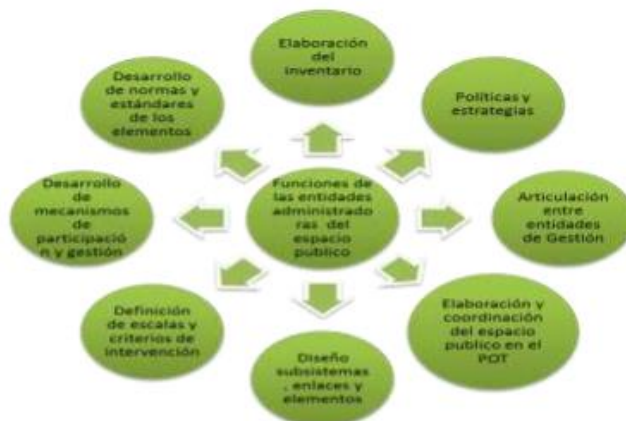 Elaboración
del
inventario
Políticas y
estrategias
Articulación
entre
entidades
de Gestión
Elaboración y
coordinación
del espacio
publico en el
POT
Diseño
subsistemas
, enlaces y
elementos
Definición
de escalas y
criterios de
intervención
Desarrollo
de
mecanismos
de
participació
n y gestión
Desarrollo
de normas y
estándares
de los
elementos
Funciones de
las entidades
administrado
ras del
espacio
publico